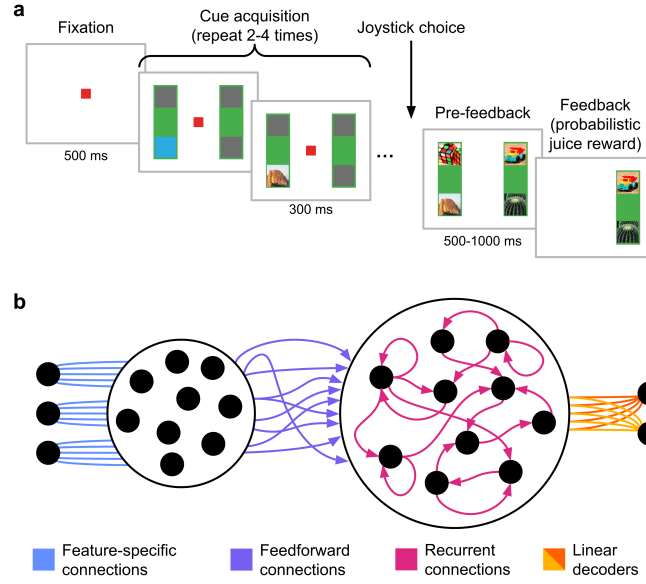 a
Fixation
Cue acquisition
(repeat 2-4 times)
Joystick choice
500 ms
300 ms
...
Pre-feedback
500-1000 ms
Feedback
(probabilistic
juice reward)
b
Feature-specific
connections
Feedforward
connections
Recurrent
connections
Linear
decoders